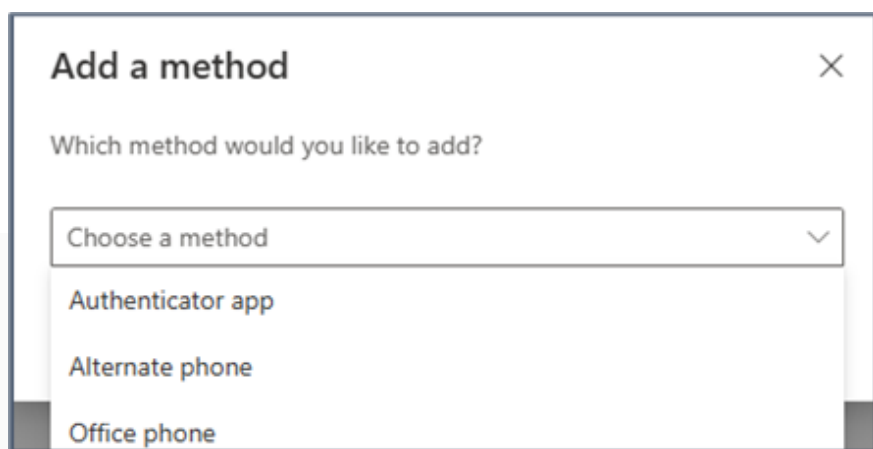 Add a method
Which method would you like to add?
Choose a method
Authenticator app
Alternate phone
Office phone